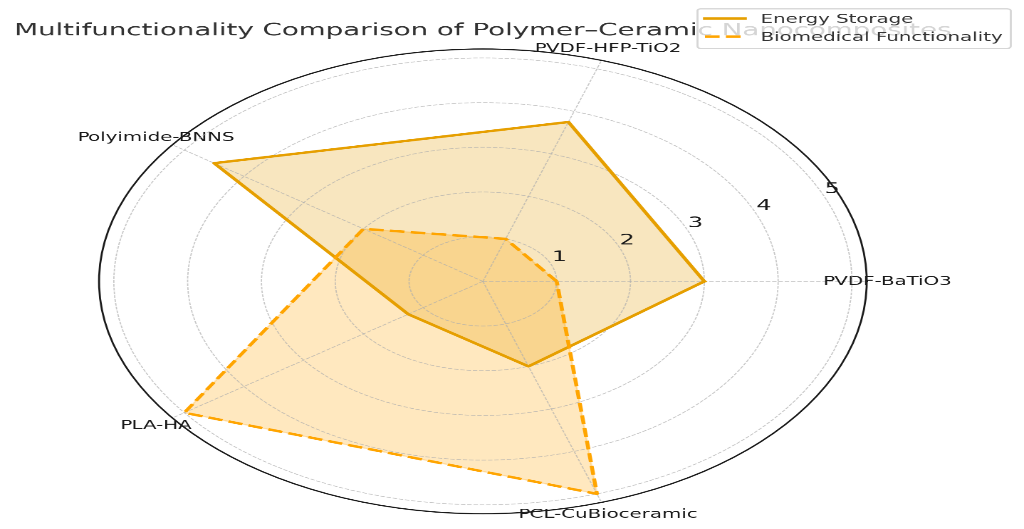 Multifunctionality Comparison of Polymer–Ceramic Nanocomposites
Energy Storage
Biomedical Functionality
PVDF-HFP-TiO2
Polyimide-BNNS
5
4
3
2
1
PVDF-BaTiO3
PLA-HA
PCL-CuBioceramic